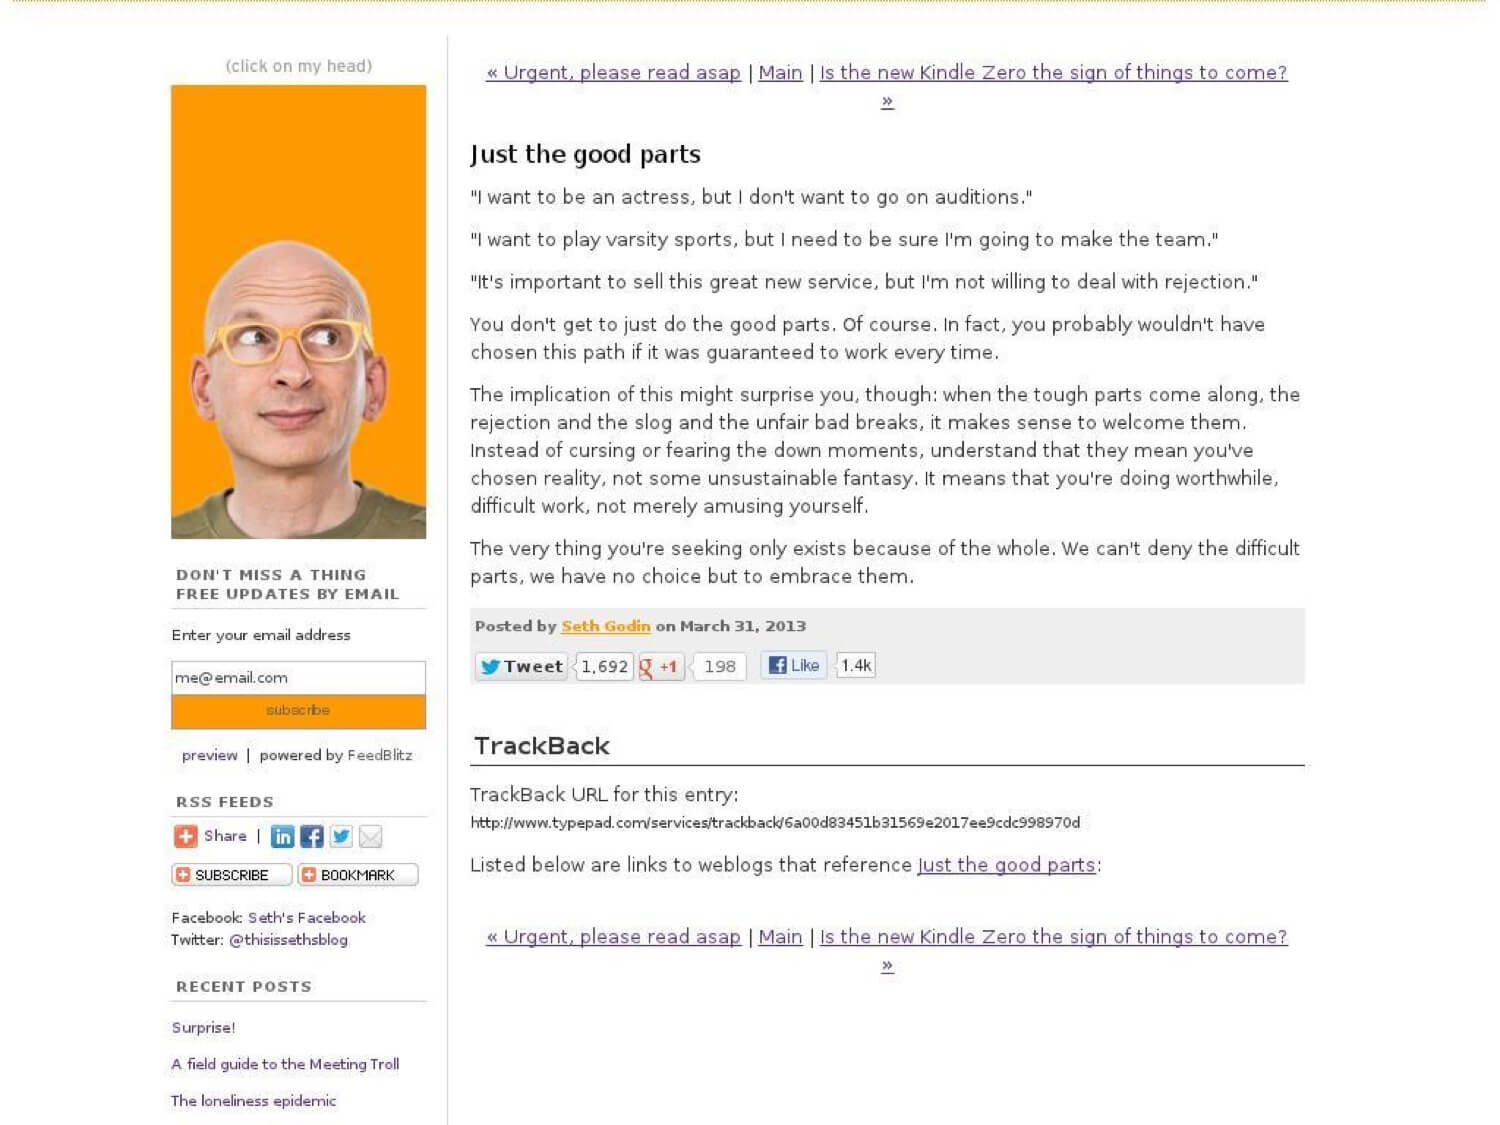 (click on my head)
DON'T MISS A THING
FREE UPDATES BY EMAIL
Enter your email address
me@email.com
subscribe
preview | powered by FeedBlitz
RSS FEEDS
Share |
SUBSCRIBE BOOKMARK
Facebook: Seth's Facebook
Twitter: @thisissethsblog
RECENT POSTS
Surprise!
A field guide to the Meeting Troll
The loneliness epidemic
« Urgent, please read asap | Main | Is the new Kindle Zero the sign of things to come?
»
Just the good parts
"I want to be an actress, but I don't want to go on auditions."
"I want to play varsity sports, but I need to be sure I'm going to make the team."
"It's important to sell this great new service, but I'm not willing to deal with rejection."
You don't get to just do the good parts. Of course. In fact, you probably wouldn't have
chosen this path if it was guaranteed to work every time.
The implication of this might surprise you, though: when the tough parts come along, the
rejection and the slog and the unfair bad breaks, it makes sense to welcome them.
Instead of cursing or fearing the down moments, understand that they mean you've
chosen reality, not some unsustainable fantasy. It means that you're doing worthwhile,
difficult work, not merely amusing yourself.
The very thing you're seeking only exists because of the whole. We can't deny the difficult
parts, we have no choice but to embrace them.
Posted by Seth Godin on March 31, 2013
Tweet 1,692 g +1 198 f Like 1.4k
TrackBack
TrackBack URL for this entry:
http://www.typepad.com/services/trackback/6a00d83451b31569e2017ee9cdc998970d
Listed below are links to weblogs that reference Just the good parts:
« Urgent, please read asap | Main | Is the new Kindle Zero the sign of things to come?
»